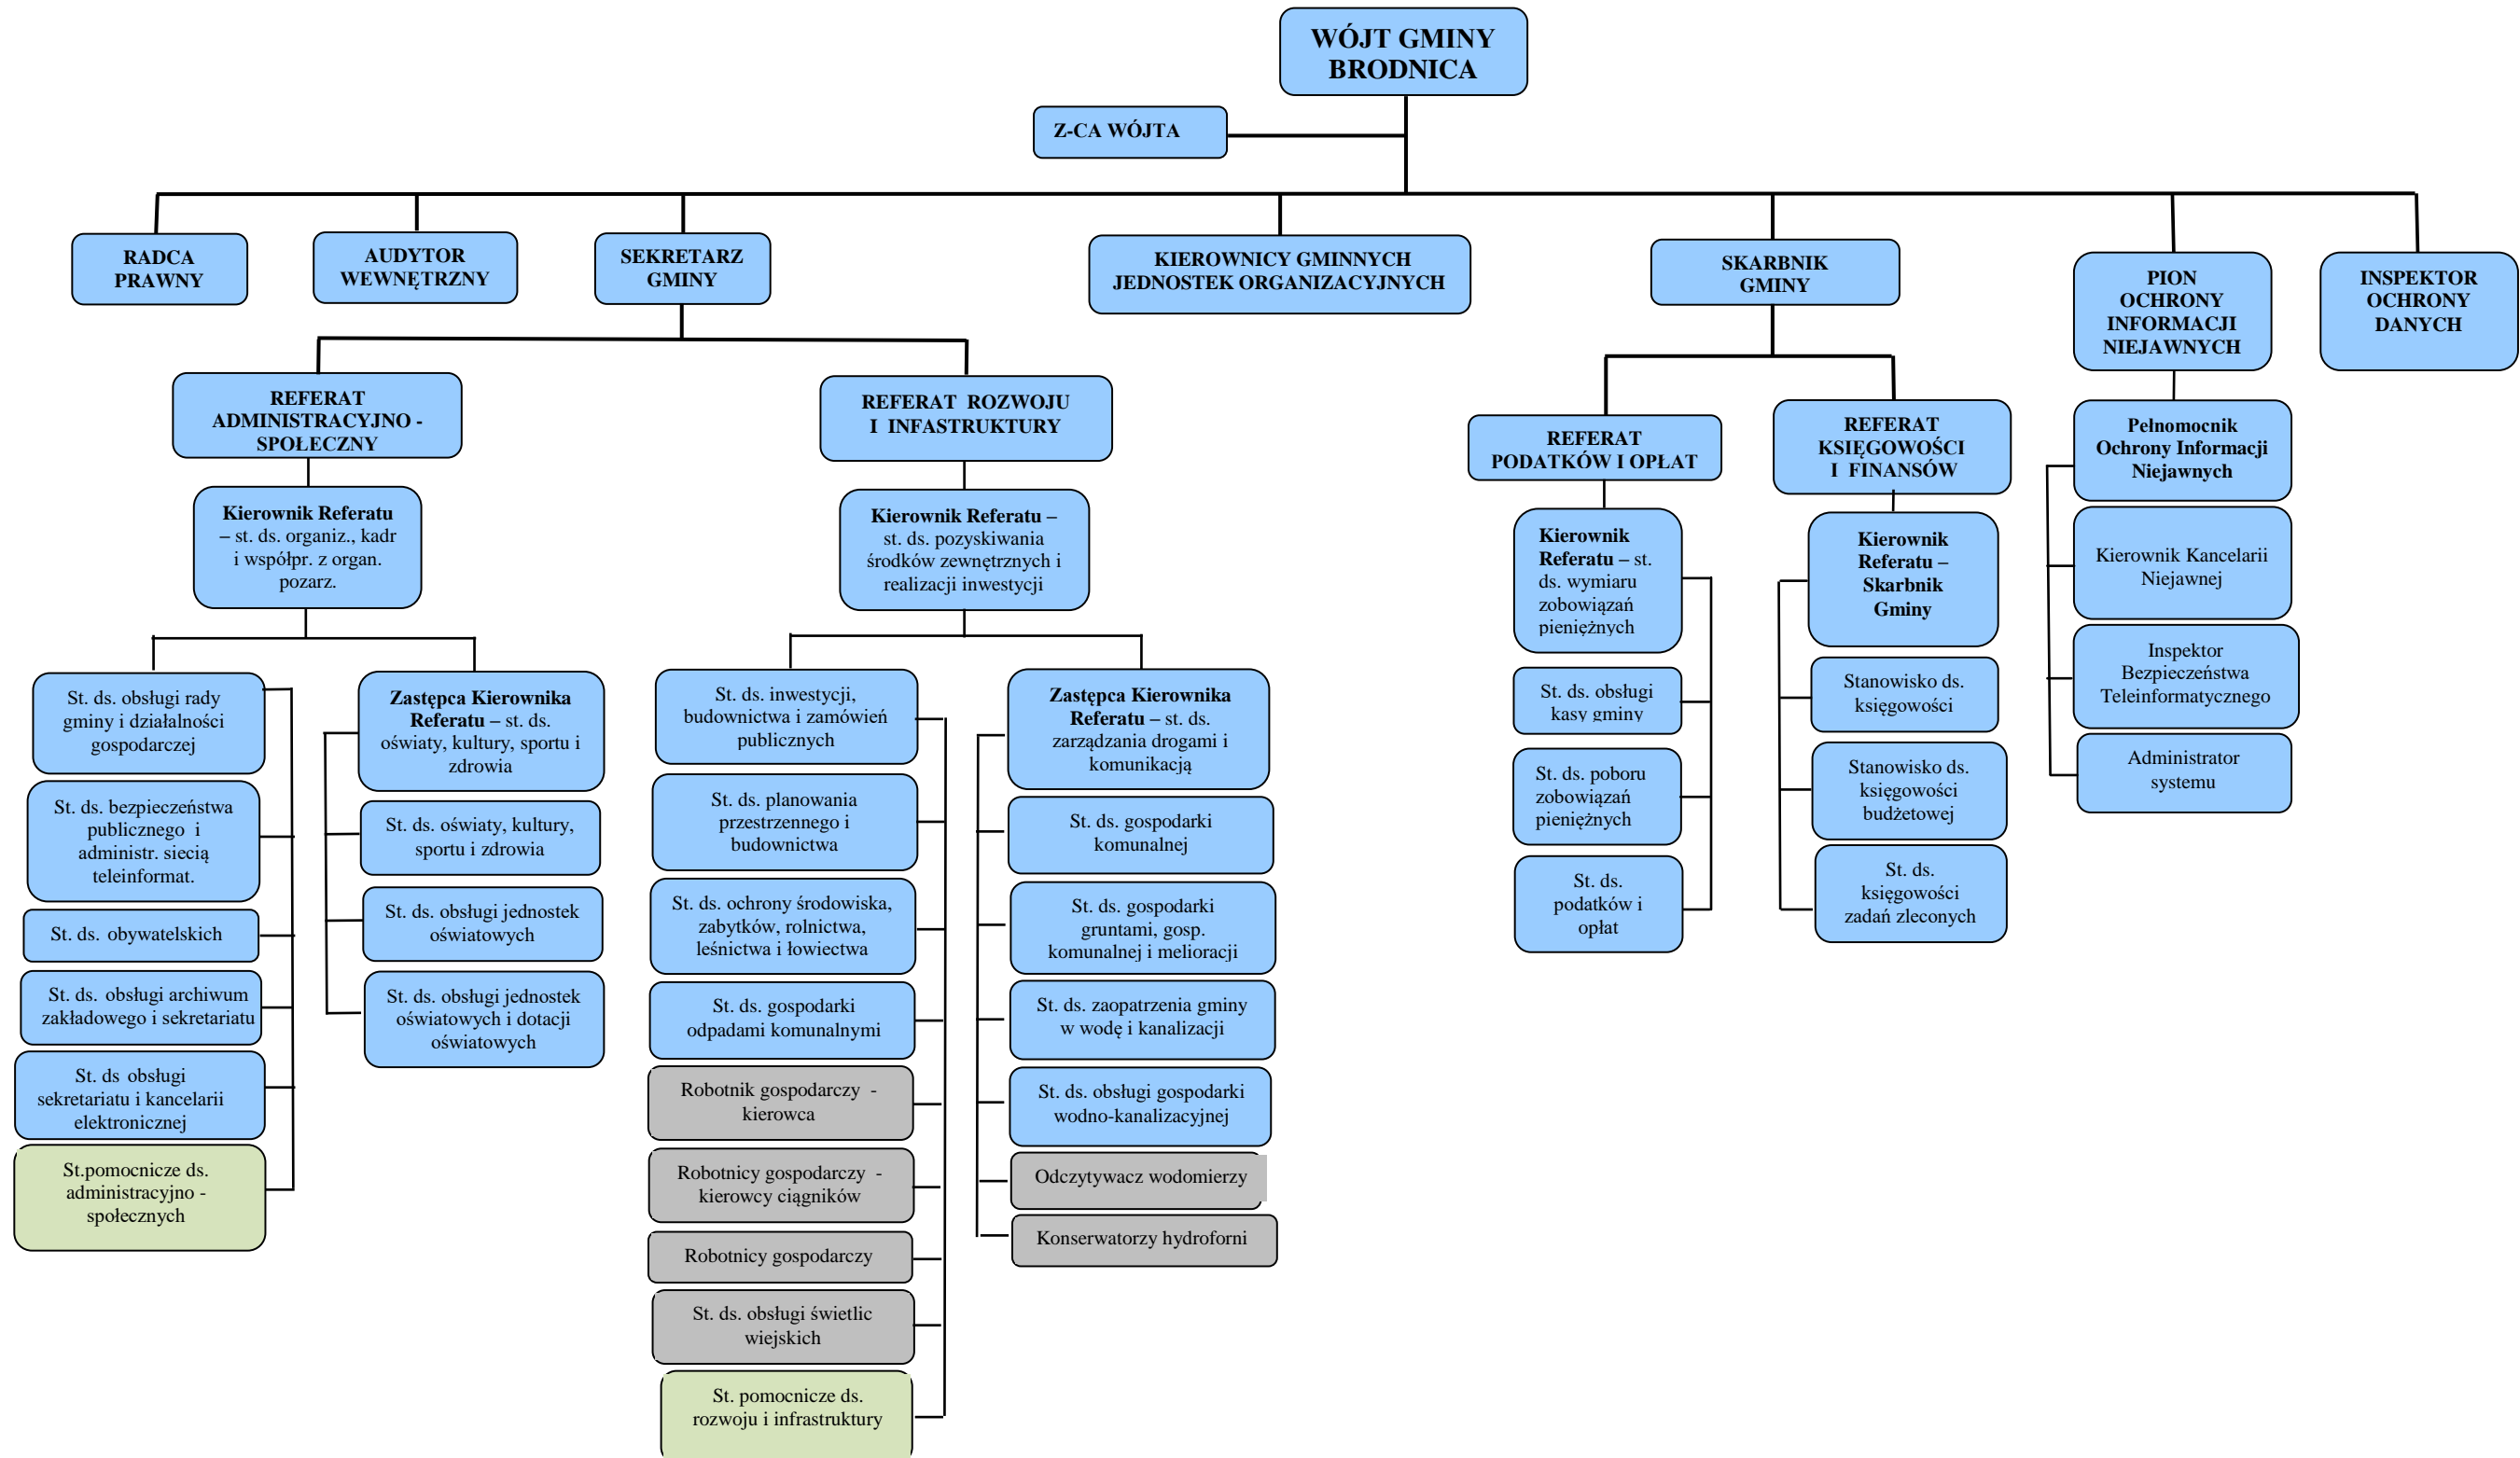 WÓJT GMINY
BRODNICA
Z-CA WÓJTA
RADCA
PRAWNY
AUDYTOR
WEWNĘTRZNY
SEKRETARZ
GMINY
KIEROWNICY GMINNYCH
JEDNOSTEK ORGANIZACYJNYCH
SKARBNIK
GMINY
PION
OCHRONY
INFORMACJI
NIEJAWNYCH
INSPEKTOR
OCHRONY
DANYCH
REFERAT
ADMINISTRACYJNO -
SPOŁECZNY
REFERAT ROZWOJU
I INFASTRUKTURY
REFERAT
PODATKÓW I OPŁAT
REFERAT
KSIĘGOWOŚCI
I FINANSÓW
Pełnomocnik
Ochrony Informacji
Niejawnych
Kierownik Referatu
– st. ds. organiz., kadr
i współpr. z organ.
pozarz.
Kierownik Referatu –
st. ds. pozyskiwania
środków zewnętrznych i
realizacji inwestycji
Kierownik
Referatu – st.
ds. wymiaru
zobowiązań
pieniężnych
Kierownik
Referatu –
Skarbnik
Gminy
Kierownik Kancelarii
Niejawnej
Inspektor
Bezpieczeństwa
Teleinformatycznego
Administrator
systemu
St. ds. obsługi rady
gminy i działalności
gospodarczej
St. ds. bezpieczeństwa
publicznego i
administr. siecią
teleinformat.
St. ds. obywatelskich
St. ds. obsługi archiwum
zakładowego i sekretariatu
St. ds obsługi
sekretariatu i kancelarii
elektronicznej
St.pomocnicze ds.
administracyjno -
społecznych
Zastępca Kierownika
Referatu – st. ds.
oświaty, kultury, sportu i
zdrowia
St. ds. oświaty, kultury,
sportu i zdrowia
St. ds. obsługi jednostek
oświatowych
St. ds. obsługi jednostek
oświatowych i dotacji
oświatowych
St. ds. inwestycji,
budownictwa i zamówień
publicznych
St. ds. planowania
przestrzennego i
budownictwa
St. ds. ochrony środowiska,
zabytków, rolnictwa,
leśnictwa i łowiectwa
St. ds. gospodarki
odpadami komunalnymi
Robotnik gospodarczy -
kierowca
Robotnicy gospodarczy -
kierowcy ciągników
Robotnicy gospodarczy
St. ds. obsługi świetlic
wiejskich
St. pomocnicze ds.
rozwoju i infrastruktury
Zastępca Kierownika
Referatu – st. ds.
zarządzania drogami i
komunikacją
St. ds. gospodarki
komunalnej
St. ds. gospodarki
gruntami, gosp.
komunalnej i melioracji
St. ds. zaopatrzenia gminy
w wodę i kanalizacji
St. ds. obsługi gospodarki
wodno-kanalizacyjnej
Odczytywacz wodomierzy
Konserwatorzy hydroforni
St. ds. obsługi
kasy gminy
St. ds. poboru
zobowiązań
pieniężnych
St. ds.
podatków i
opłat
Stanowisko ds.
księgowości
Stanowisko ds.
księgowości
budżetowej
St. ds.
księgowości
zadań zleconych